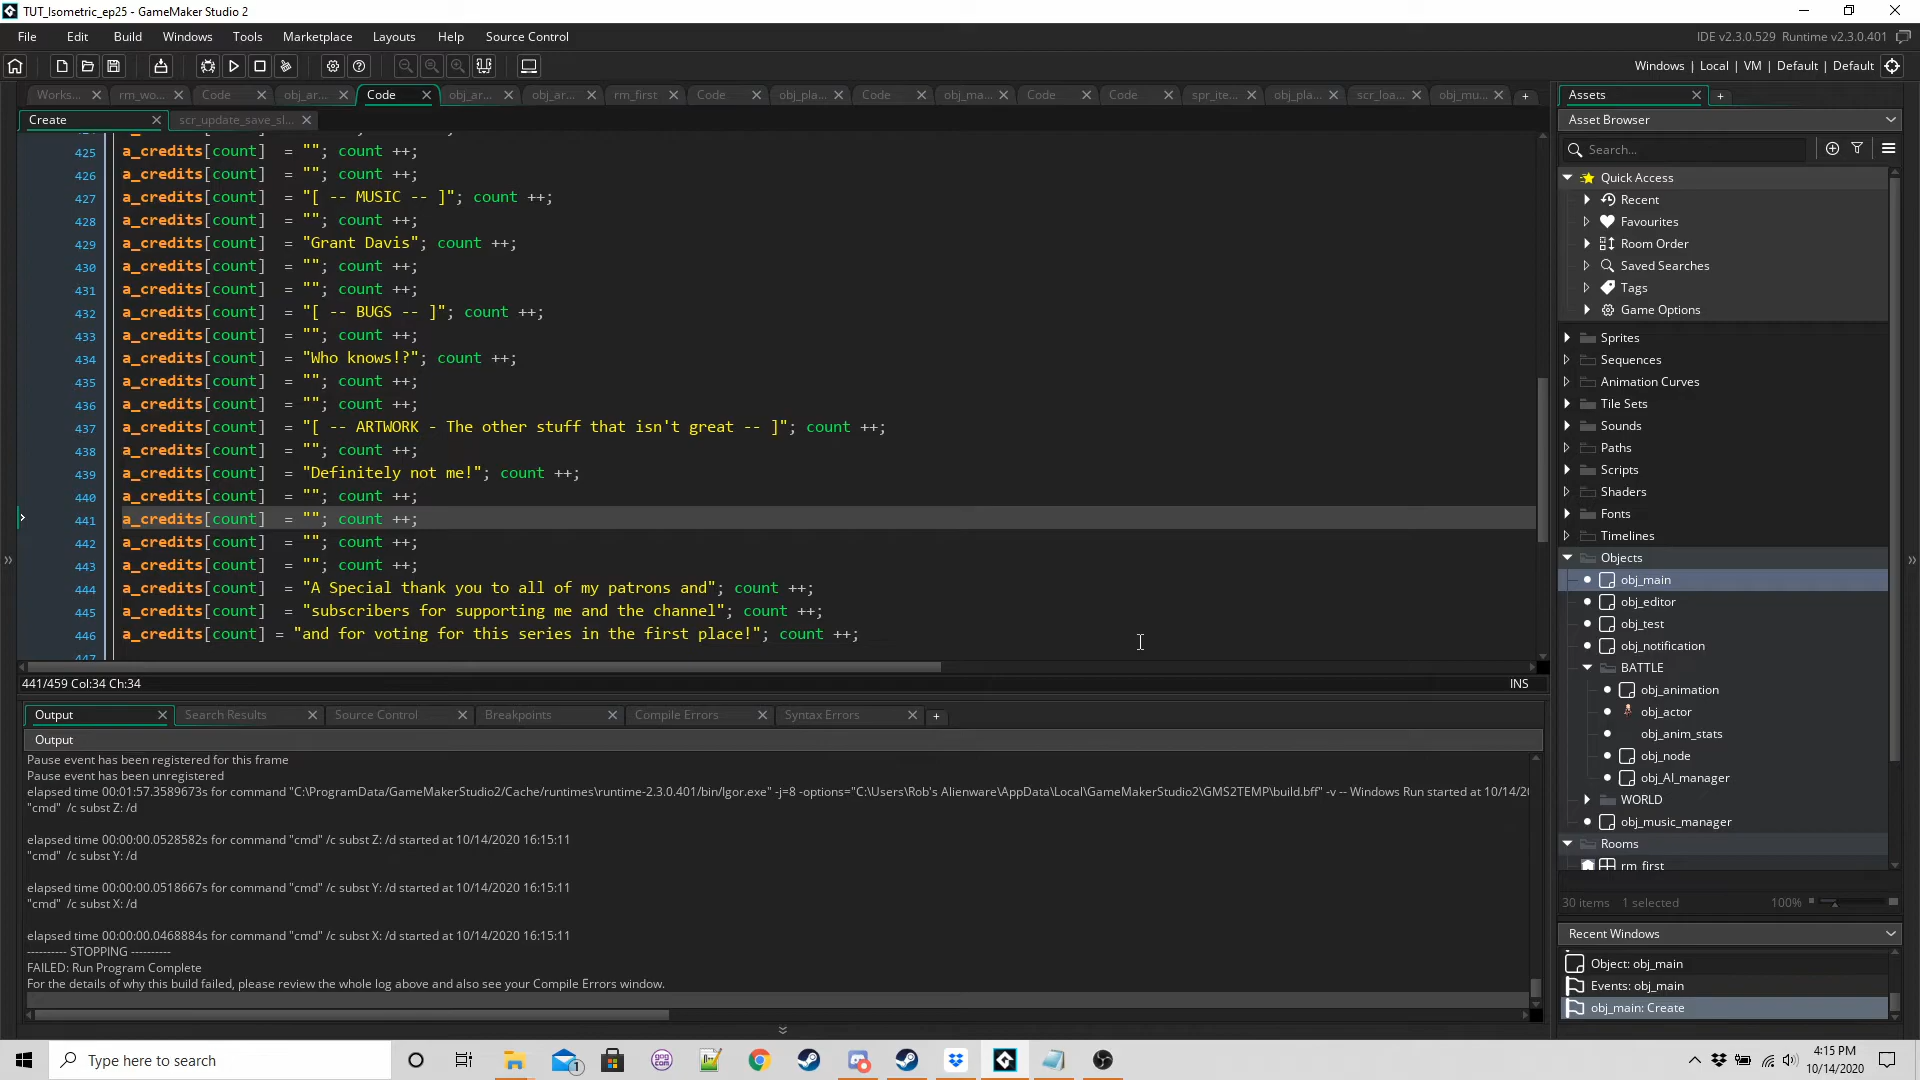 TUT_Isometric_ep25 - GameMaker Studio 2
File Edit Build Windows Tools Marketplace Layouts Help Source Control
IDE v2.3.0.529 Runtime v2.3.0.401
Windows | Local | VM | Default | Default
Works... rm_wo... Code obj_ar... Code obj_ar... obj_ar... rm_first Code obj_pla... Code obj_ma... Code Code spr_ite... obj_pla... scr_loa... obj_mu...
Create scr_update_save_sl...
425 a_credits[count] = ""; count ++;
426 a_credits[count] = ""; count ++;
427 a_credits[count] = "[ -- MUSIC -- ]"; count ++;
428 a_credits[count] = ""; count ++;
429 a_credits[count] = "Grant Davis"; count ++;
430 a_credits[count] = ""; count ++;
431 a_credits[count] = ""; count ++;
432 a_credits[count] = "[ -- BUGS -- ]"; count ++;
433 a_credits[count] = ""; count ++;
434 a_credits[count] = "Who knows!?"; count ++;
435 a_credits[count] = ""; count ++;
436 a_credits[count] = ""; count ++;
437 a_credits[count] = "[ -- ARTWORK - The other stuff that isn't great -- ]"; count ++;
438 a_credits[count] = ""; count ++;
439 a_credits[count] = "Definitely not me!"; count ++;
440 a_credits[count] = ""; count ++;
441 a_credits[count] = ""; count ++;
442 a_credits[count] = ""; count ++;
443 a_credits[count] = ""; count ++;
444 a_credits[count] = "A Special thank you to all of my patrons and"; count ++;
445 a_credits[count] = "subscribers for supporting me and the channel"; count ++;
446 a_credits[count] = "and for voting for this series in the first place!"; count ++;
447
441/459 Col:34 Ch:34
INS
Output Search Results Source Control Breakpoints Compile Errors Syntax Errors
Output
Pause event has been registered for this frame
Pause event has been unregistered
elapsed time 00:01:57.3589673s for command "C:\ProgramData/GameMakerStudio2/Cache/runtimes\runtime-2.3.0.401/bin/Igor.exe" -j=8 -options="C:\Users\Rob's Alienware\AppData\Local\GameMakerStudio2\GMS2TEMP\build.bff" -v -- Windows Run started at 10/14/20
"cmd" /c subst Z: /d
elapsed time 00:00:00.0528582s for command "cmd" /c subst Z: /d started at 10/14/2020 16:15:11
"cmd" /c subst Y: /d
elapsed time 00:00:00.0518667s for command "cmd" /c subst Y: /d started at 10/14/2020 16:15:11
"cmd" /c subst X: /d
elapsed time 00:00:00.0468884s for command "cmd" /c subst X: /d started at 10/14/2020 16:15:11
---------- STOPPING ----------
FAILED: Run Program Complete
For the details of why this build failed, please review the whole log above and also see your Compile Errors window.
Assets
Asset Browser
Search...
Quick Access
Recent
Favourites
Room Order
Saved Searches
Tags
Game Options
Sprites
Sequences
Animation Curves
Tile Sets
Sounds
Paths
Scripts
Shaders
Fonts
Timelines
Objects
obj_main
obj_editor
obj_test
obj_notification
BATTLE
obj_animation
obj_actor
obj_anim_stats
obj_node
obj_AI_manager
WORLD
obj_music_manager
Rooms
rm_first
30 items 1 selected 100%
Recent Windows
Object: obj_main
Events: obj_main
obj_main: Create
Type here to search
4:15 PM
10/14/2020